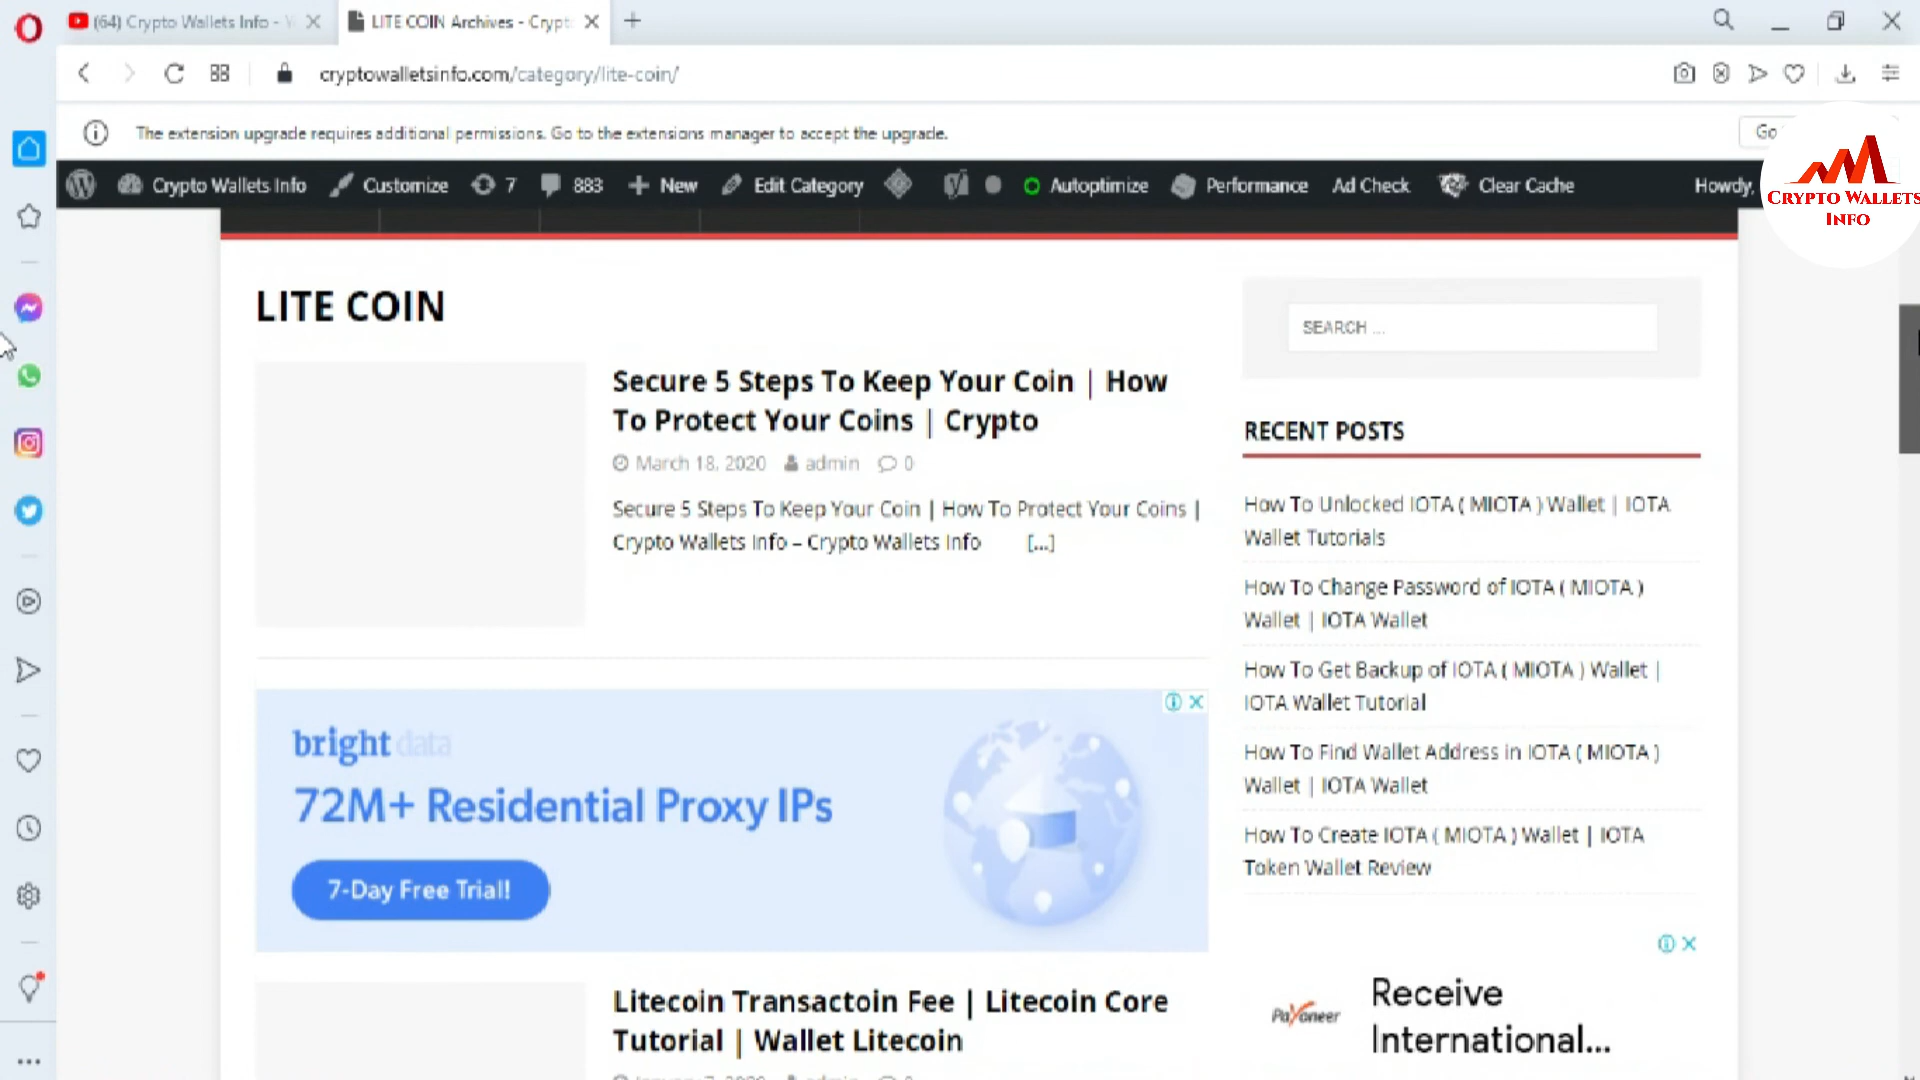 (64) Crypto Wallets Info -
LITE COIN Archives - Crypt
cryptowalletsinfo.com/category/lite-coin/
The extension upgrade requires additional permissions. Go to the extensions manager to accept the upgrade.
Go
Crypto Wallets Info
Customize
7
883
New
Edit Category
Autoptimize
Performance
Ad Check
Clear Cache
Howdy,
CRYPTO WALLETS
INFO
LITE COIN
Secure 5 Steps To Keep Your Coin | How
To Protect Your Coins | Crypto
March 18, 2020 admin 0
Secure 5 Steps To Keep Your Coin | How To Protect Your Coins |
Crypto Wallets Info – Crypto Wallets Info [...]
bright data
72M+ Residential Proxy IPs
7-Day Free Trial!
Litecoin Transactoin Fee | Litecoin Core
Tutorial | Wallet Litecoin
SEARCH ...
RECENT POSTS
How To Unlocked IOTA ( MIOTA ) Wallet | IOTA
Wallet Tutorials
How To Change Password of IOTA ( MIOTA )
Wallet | IOTA Wallet
How To Get Backup of IOTA ( MIOTA ) Wallet |
IOTA Wallet Tutorial
How To Find Wallet Address in IOTA ( MIOTA )
Wallet | IOTA Wallet
How To Create IOTA ( MIOTA ) Wallet | IOTA
Token Wallet Review
Payoneer
Receive
International...